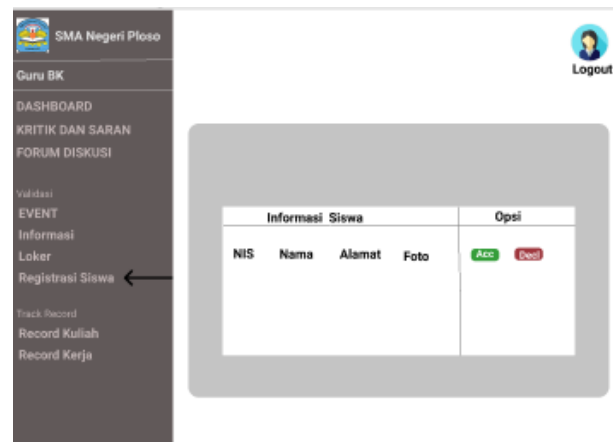 SMA Negeri Ploso
Logout
Guru BK
DASHBOARD
KRITIK DAN SARAN
FORUM DISKUSI
Validasi
EVENT
Informasi
Loker
Registrasi Siswa
Track Record
Record Kuliah
Record Kerja
Informasi Siswa Opsi
NIS Nama Alamat Foto Acc Decl